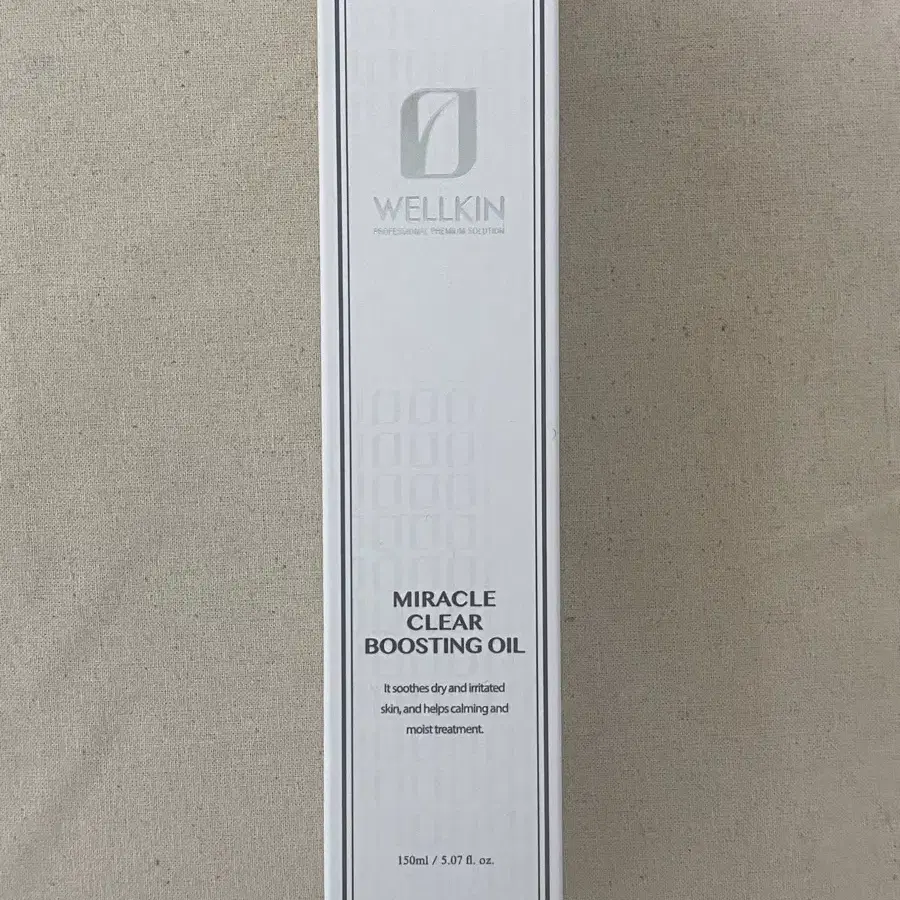 WELLKIN
PROFESSIONAL PREMIUM SOLUTION
MIRACLE
CLEAR
BOOSTING OIL
It soothes dry and irritated
skin, and helps calming and
moist treatment.
150ml / 5.07 fl. oz.